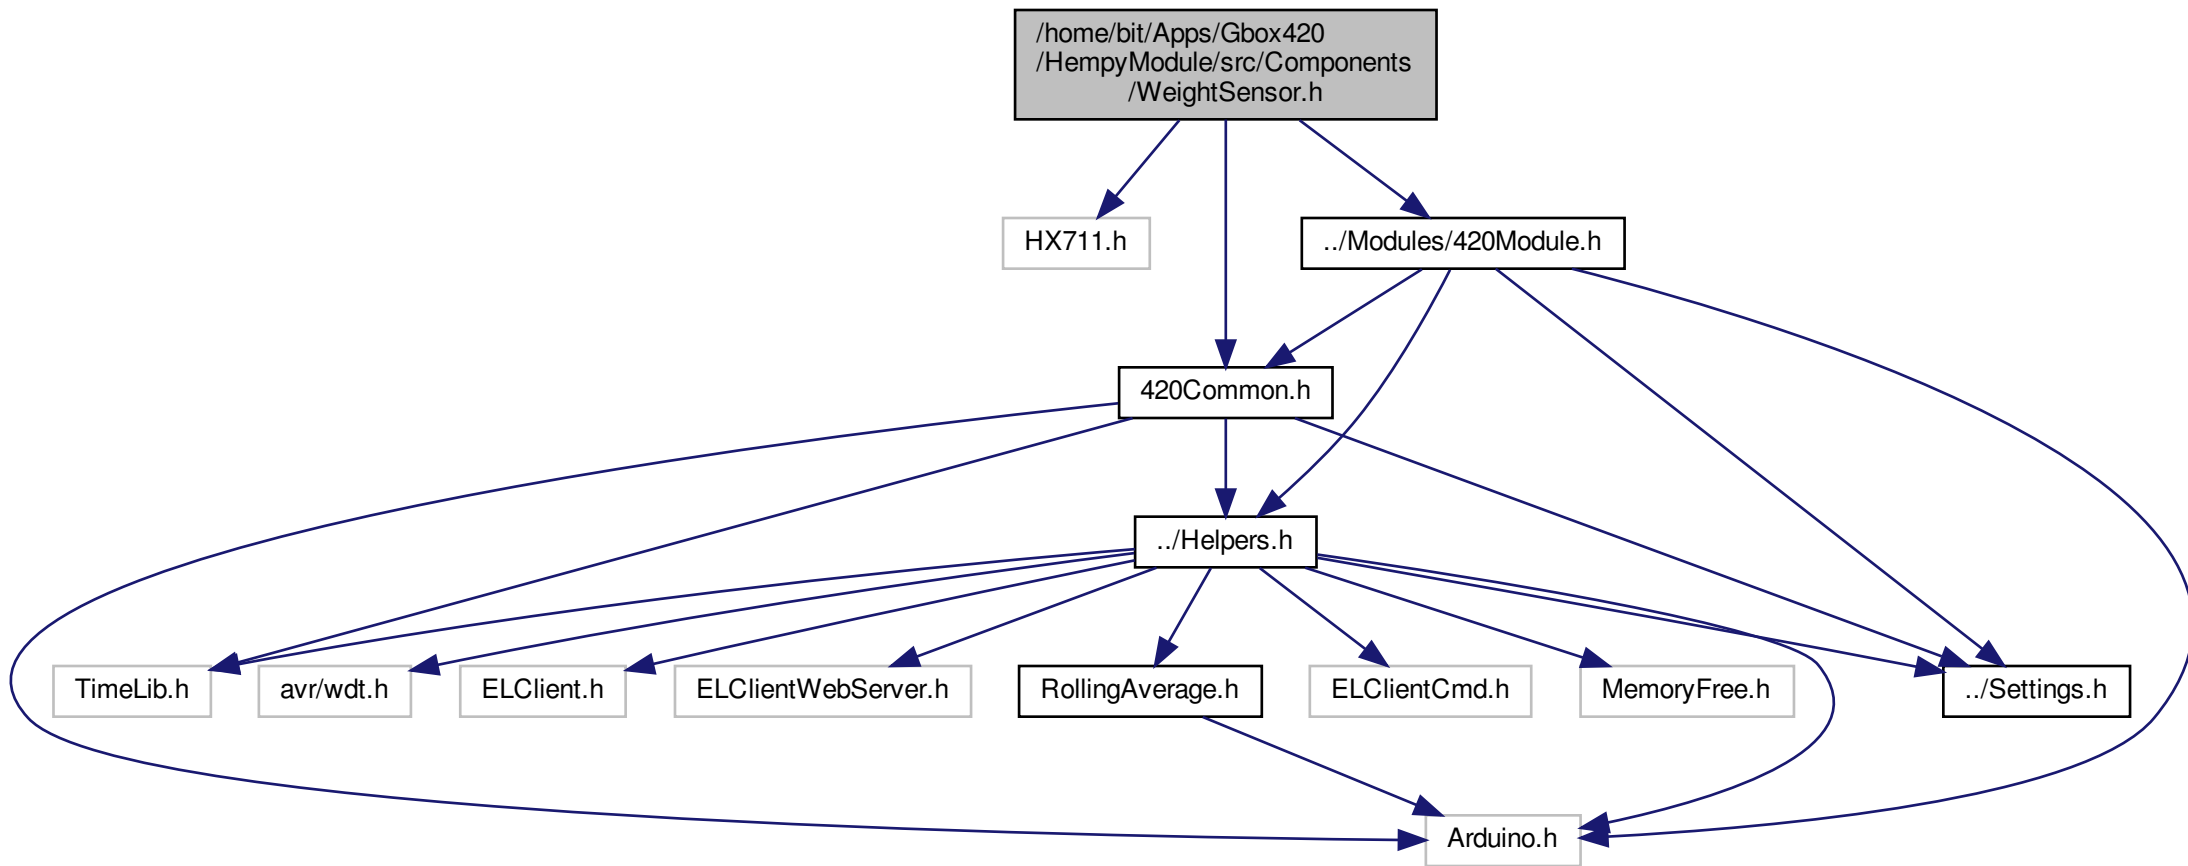 /home/bit/Apps/Gbox420
/HempyModule/src/Components
/WeightSensor.h
HX711.h
../Modules/420Module.h
420Common.h
../Helpers.h
TimeLib.h
avr/wdt.h
ELClient.h
ELClientWebServer.h
RollingAverage.h
ELClientCmd.h
MemoryFree.h
../Settings.h
Arduino.h